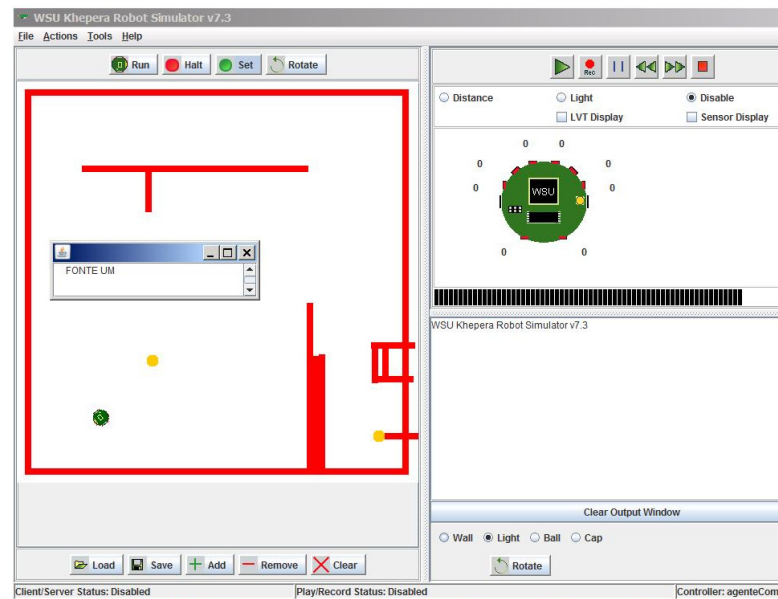 WSU Khepera Robot Simulator v7.3
File Actions Tools Help
Run Halt Set Rotate
Rec
Distance Light Disable
LVT Display Sensor Display
0 0
0 0
0 0
WSU
0 0
FONTE UM
WSU Khepera Robot Simulator v7.3
Clear Output Window
Wall Light Ball Cap
Rotate
Load Save Add Remove Clear
Client/Server Status: Disabled Play/Record Status: Disabled Controller: agenteCom